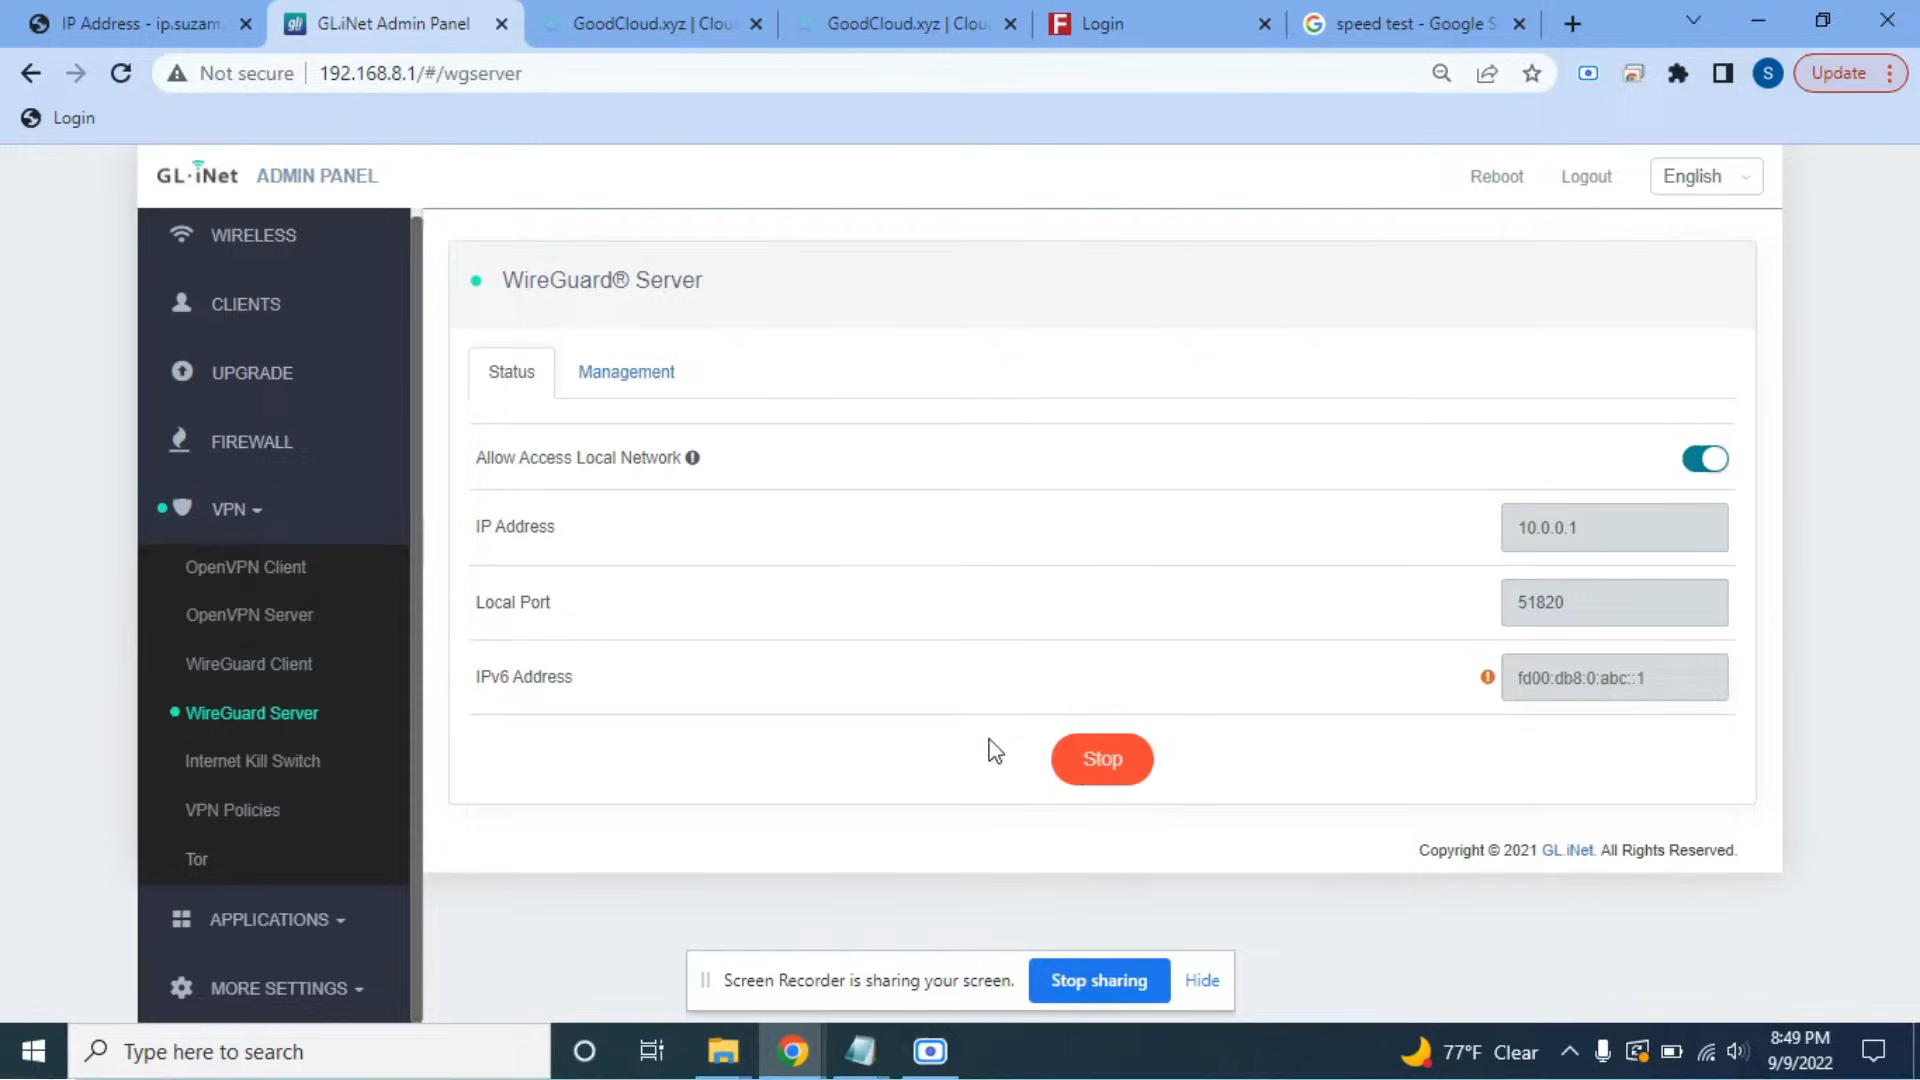 IP Address - ip.suzam
GL.iNet Admin Panel
GoodCloud.xyz | Clou
GoodCloud.xyz | Clou
Login
speed test - Google S
Not secure
192.168.8.1/#/wgserver
S
Update
Login
GL·iNet ADMIN PANEL
Reboot
Logout
English
WIRELESS
CLIENTS
UPGRADE
FIREWALL
VPN
OpenVPN Client
OpenVPN Server
WireGuard Client
WireGuard Server
Internet Kill Switch
VPN Policies
Tor
APPLICATIONS
MORE SETTINGS
WireGuard® Server
Status
Management
Allow Access Local Network
IP Address
10.0.0.1
Local Port
51820
IPv6 Address
fd00:db8:0:abc::1
Stop
Copyright © 2021 GL.iNet. All Rights Reserved.
Screen Recorder is sharing your screen.
Stop sharing
Hide
Type here to search
77°F Clear
8:49 PM
9/9/2022